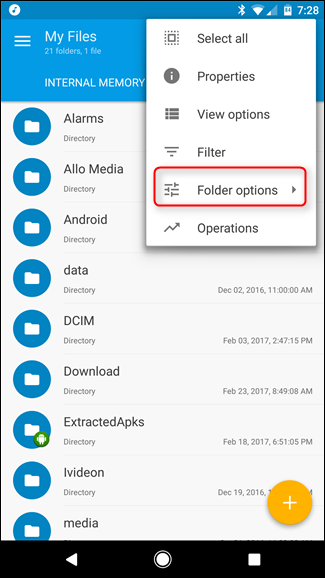 7:28
My Files
21 folders, 1 file
INTERNAL MEMORY
Select all
Properties
View options
Filter
Folder options
Operations
Alarms
Directory
Allo Media
Directory
Android
Directory
data
Directory
Dec 02, 2016, 11:00:00 AM
DCIM
Directory
Feb 03, 2017, 2:47:15 PM
Download
Directory
Feb 23, 2017, 8:49:08 AM
ExtractedApks
Directory
Feb 18, 2017, 6:51:05 PM
Ivideon
Directory
Dec 19, 2016,
media
Directory